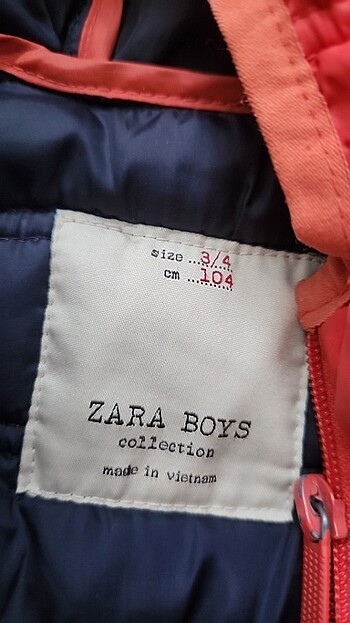 size ...3/4
cm ...104
ZARA BOYS
collection
made in vietnam